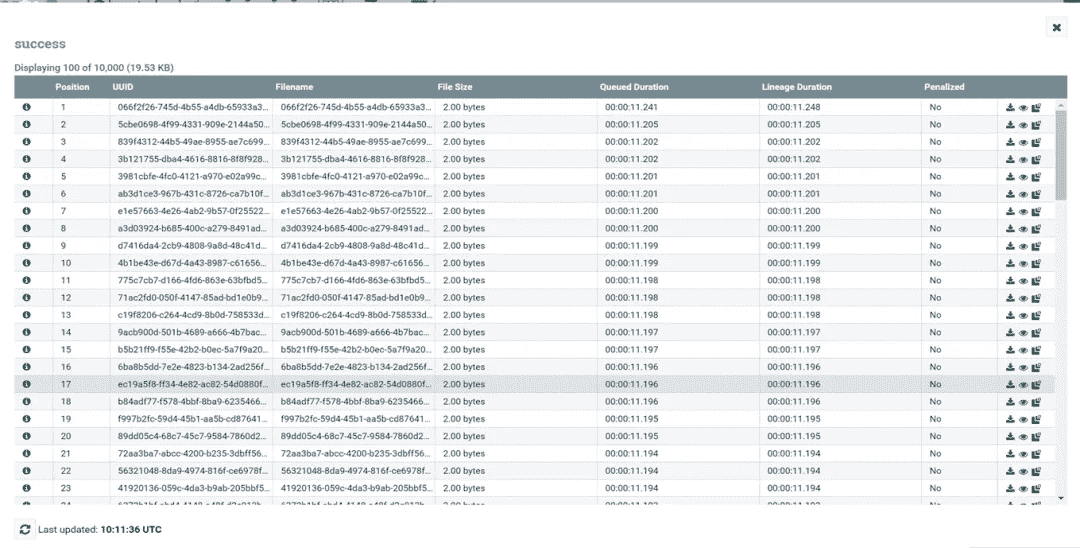 success
Displaying 100 of 10,000 (19.53 KB)
Position UUID Filename File Size Queued Duration Lineage Duration Penalized
1 066f2f26-745d-4b55-a4db-65933a3... 066f2f26-745d-4b55-a4db-65933a3... 2.00 bytes 00:00:11.241 00:00:11.248 No
2 5cbe0698-4f99-4331-909e-2144a50... 5cbe0698-4f99-4331-909e-2144a50... 2.00 bytes 00:00:11.205 00:00:11.205 No
3 839f4312-44b5-49ae-8955-ae7c699... 839f4312-44b5-49ae-8955-ae7c699... 2.00 bytes 00:00:11.202 00:00:11.202 No
4 3b121755-dba4-4616-8816-8f8f928... 3b121755-dba4-4616-8816-8f8f928... 2.00 bytes 00:00:11.202 00:00:11.202 No
5 3981cbfe-4fc0-4121-a970-e02a99c... 3981cbfe-4fc0-4121-a970-e02a99c... 2.00 bytes 00:00:11.201 00:00:11.201 No
6 ab3d1ce3-967b-431c-8726-ca7b10f... ab3d1ce3-967b-431c-8726-ca7b10f... 2.00 bytes 00:00:11.201 00:00:11.201 No
7 e1e57663-4e26-4ab2-9b57-0f25522... e1e57663-4e26-4ab2-9b57-0f25522... 2.00 bytes 00:00:11.200 00:00:11.200 No
8 a3d03924-b685-400c-a279-8491ad... a3d03924-b685-400c-a279-8491ad... 2.00 bytes 00:00:11.200 00:00:11.200 No
9 d7416da4-2cb9-4808-9a8d-48c41d... d7416da4-2cb9-4808-9a8d-48c41d... 2.00 bytes 00:00:11.199 00:00:11.199 No
10 4b1be43e-d67d-4a43-8987-c61656... 4b1be43e-d67d-4a43-8987-c61656... 2.00 bytes 00:00:11.199 00:00:11.199 No
11 775c7cb7-d166-4fd6-863e-63bfbd5... 775c7cb7-d166-4fd6-863e-63bfbd5... 2.00 bytes 00:00:11.198 00:00:11.198 No
12 71ac2fd0-050f-4147-85ad-bd1e0b9... 71ac2fd0-050f-4147-85ad-bd1e0b9... 2.00 bytes 00:00:11.198 00:00:11.198 No
13 c19f8206-c264-4cd9-8b0d-758533d... c19f8206-c264-4cd9-8b0d-758533d... 2.00 bytes 00:00:11.198 00:00:11.198 No
14 9acb900d-501b-4689-a666-4b7bac... 9acb900d-501b-4689-a666-4b7bac... 2.00 bytes 00:00:11.197 00:00:11.197 No
15 b5b21ff9-f55e-42b2-b0ec-5a7f9a20... b5b21ff9-f55e-42b2-b0ec-5a7f9a20... 2.00 bytes 00:00:11.197 00:00:11.197 No
16 6ba8b5dd-7e2e-4823-b134-2ad256f... 6ba8b5dd-7e2e-4823-b134-2ad256f... 2.00 bytes 00:00:11.196 00:00:11.196 No
17 ec19a5f8-ff34-4e82-ac82-54d0880f... ec19a5f8-ff34-4e82-ac82-54d0880f... 2.00 bytes 00:00:11.196 00:00:11.196 No
18 b84adf77-f578-4bbf-8ba9-6235466... b84adf77-f578-4bbf-8ba9-6235466... 2.00 bytes 00:00:11.196 00:00:11.196 No
19 f997b2fc-59d4-45b1-aa5b-cd87641... f997b2fc-59d4-45b1-aa5b-cd87641... 2.00 bytes 00:00:11.195 00:00:11.195 No
20 89dd05c4-68c7-45c7-9584-7860d2... 89dd05c4-68c7-45c7-9584-7860d2... 2.00 bytes 00:00:11.195 00:00:11.195 No
21 72aa3ba7-abcc-4200-b235-3dbff56... 72aa3ba7-abcc-4200-b235-3dbff56... 2.00 bytes 00:00:11.194 00:00:11.194 No
22 56321048-8da9-4974-816f-ce6978f... 56321048-8da9-4974-816f-ce6978f... 2.00 bytes 00:00:11.194 00:00:11.194 No
23 41920136-059c-4da3-b9ab-205bbf5... 41920136-059c-4da3-b9ab-205bbf5... 2.00 bytes 00:00:11.194 00:00:11.194 No
Last updated: 10:11:36 UTC